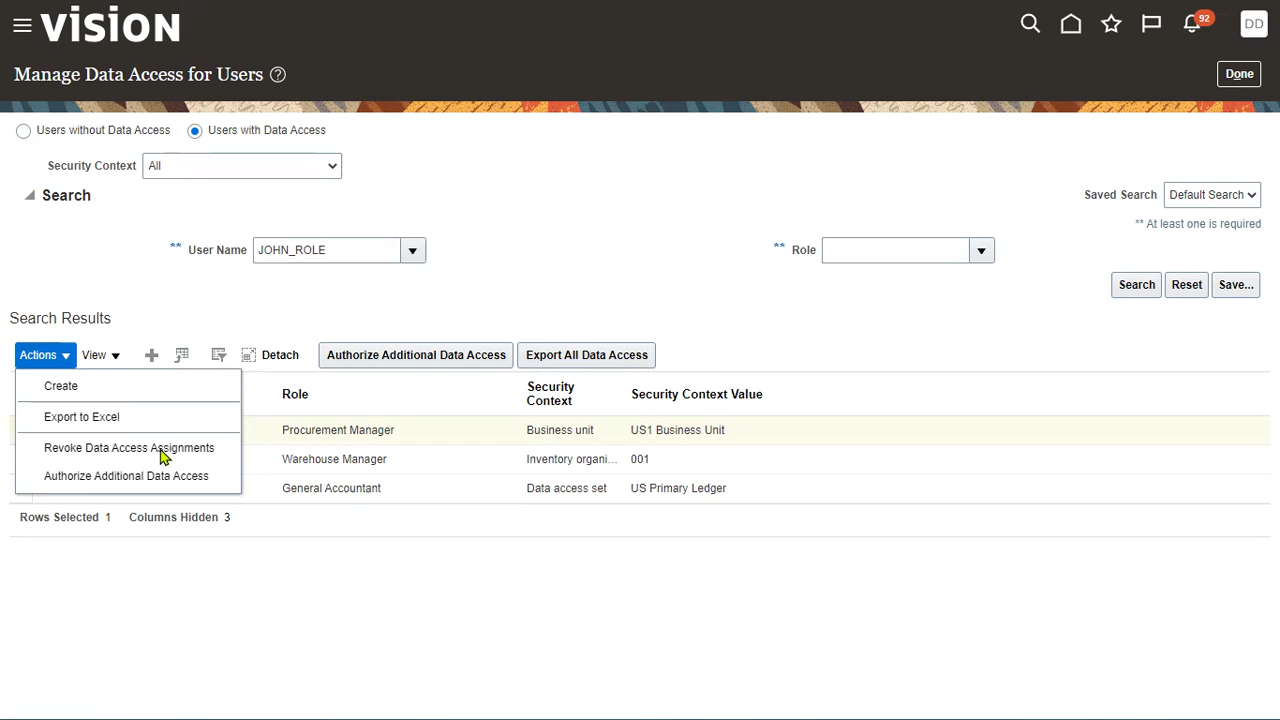 vision
92
DD
Manage Data Access for Users ?
Done
Users without Data Access Users with Data Access
Security Context All
Search
Saved Search Default Search
** At least one is required
** User Name JOHN_ROLE ** Role
Search Reset Save...
Search Results
Actions View Detach Authorize Additional Data Access Export All Data Access
Create
Export to Excel
Revoke Data Access Assignments
Authorize Additional Data Access
Role Security Context Security Context Value
Procurement Manager Business unit US1 Business Unit
Warehouse Manager Inventory organi... 001
General Accountant Data access set US Primary Ledger
Rows Selected 1 Columns Hidden 3